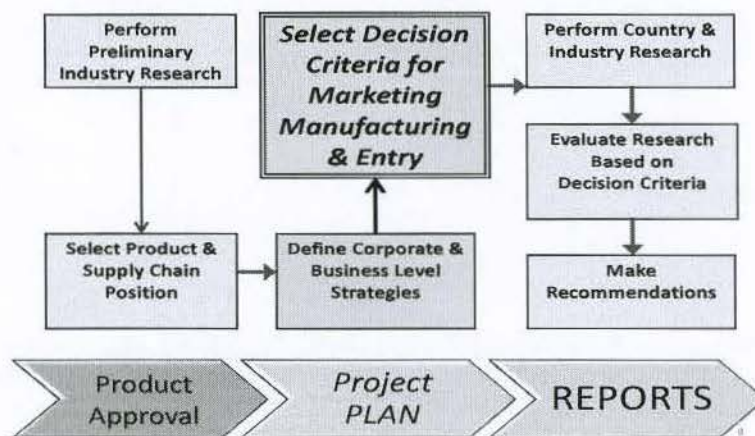 Perform
Preliminary
Industry Research
Select Product &
Supply Chain
Position
Define Corporate &
Business Level
Strategies
Select Decision
Criteria for
Marketing
Manufacturing
& Entry
Perform Country &
Industry Research
Evaluate Research
Based on
Decision Criteria
Make
Recommendations
Product
Approval
Project
PLAN
REPORTS